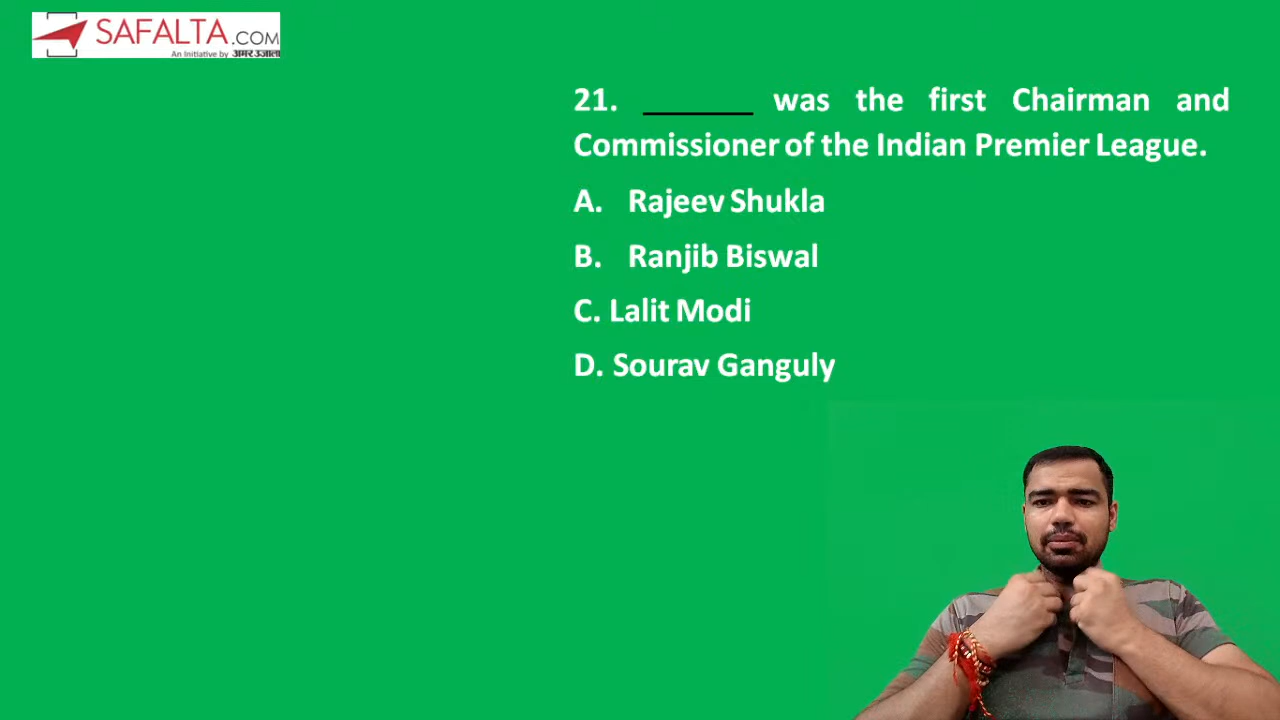 SAFALTA.COM
An Initiative by अमर उजाला
21. ______ was the first Chairman and
Commissioner of the Indian Premier League.
A. Rajeev Shukla
B. Ranjib Biswal
C. Lalit Modi
D. Sourav Ganguly